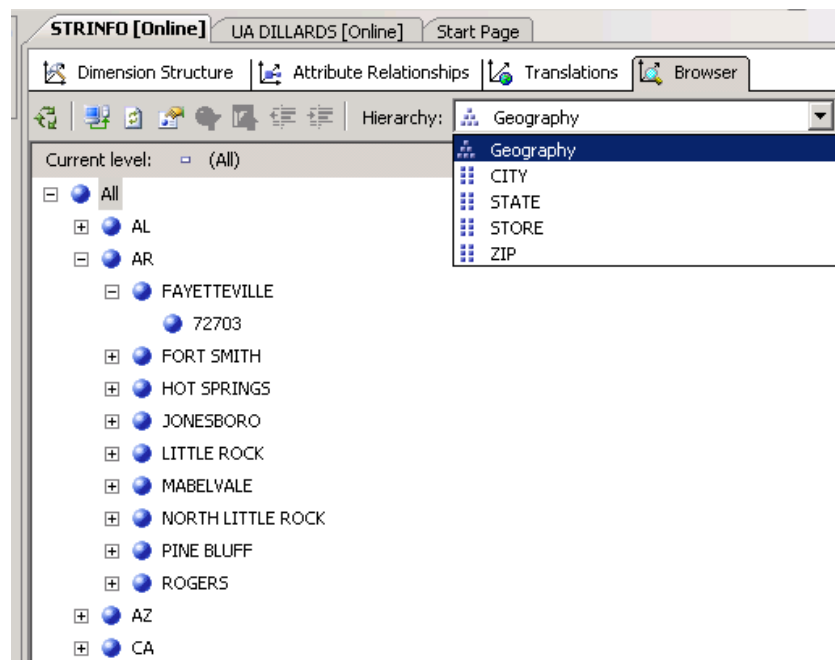 STRINFO [Online] UA DILLARDS [Online] Start Page
Dimension Structure Attribute Relationships Translations Browser
Hierarchy: Geography
Current level: (All)
Geography
CITY
STATE
STORE
ZIP
All
AL
AR
FAYETTEVILLE
72703
FORT SMITH
HOT SPRINGS
JONESBORO
LITTLE ROCK
MABELVALE
NORTH LITTLE ROCK
PINE BLUFF
ROGERS
AZ
CA